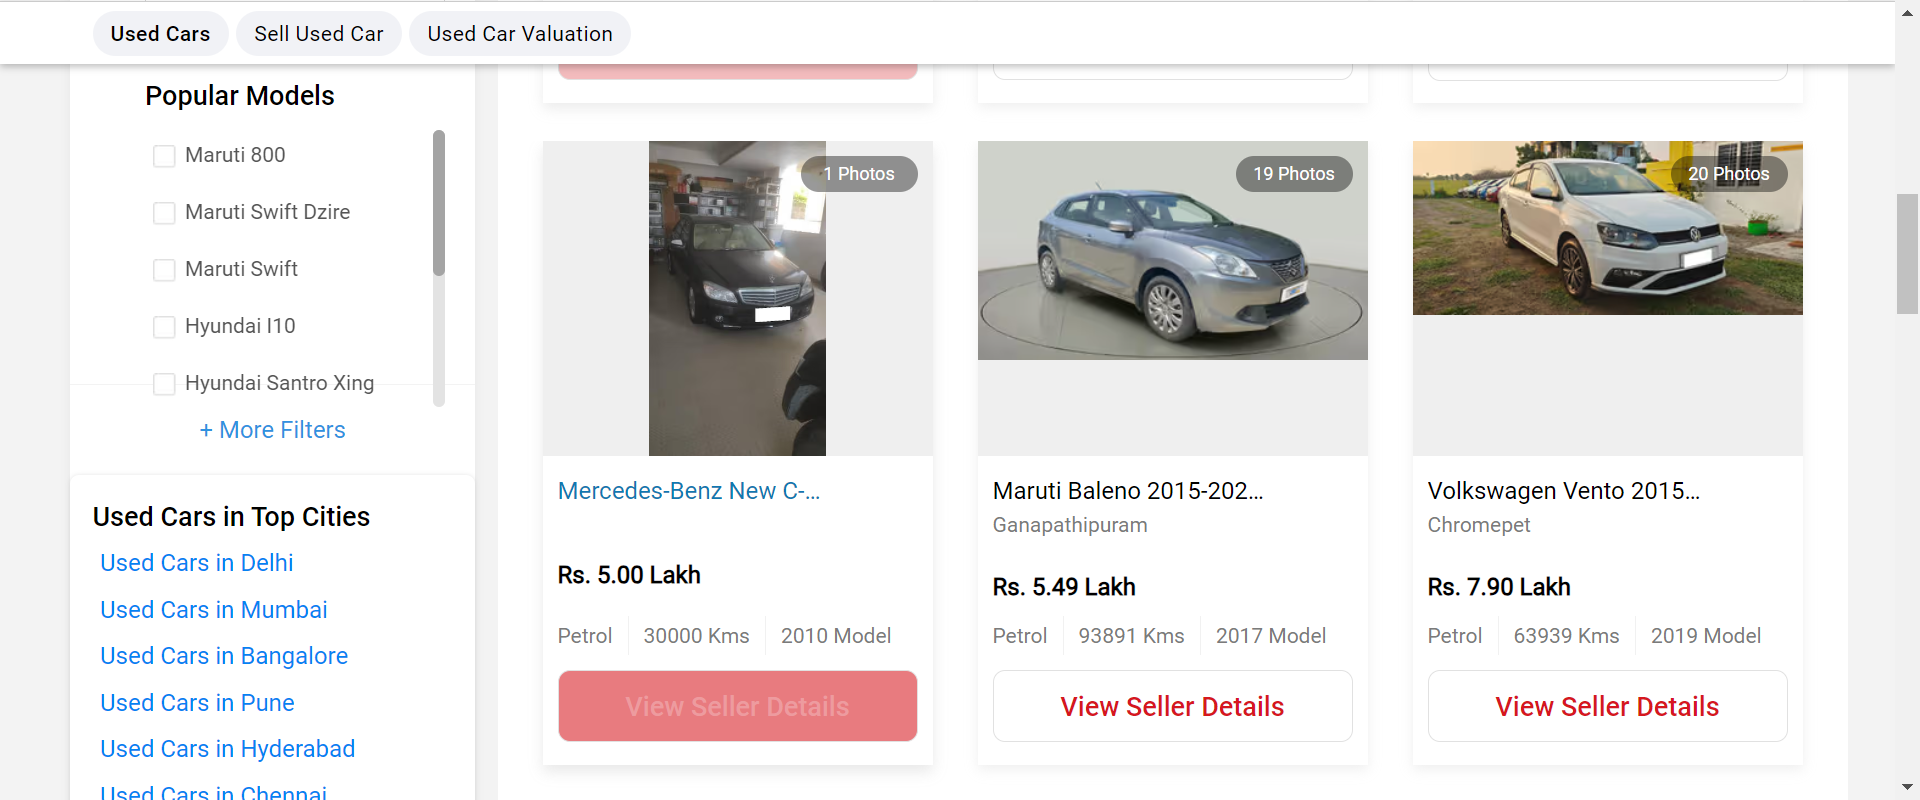 Used Cars
Sell Used Car
Used Car Valuation
Popular Models
Maruti 800
Maruti Swift Dzire
Maruti Swift
Hyundai I10
Hyundai Santro Xing
+ More Filters
Used Cars in Top Cities
Used Cars in Delhi
Used Cars in Mumbai
Used Cars in Bangalore
Used Cars in Pune
Used Cars in Hyderabad
Used Cars in Chennai
1 Photos
Mercedes-Benz New C-...
Rs. 5.00 Lakh
Petrol
30000 Kms
2010 Model
View Seller Details
19 Photos
Maruti Baleno 2015-202...
Ganapathipuram
Rs. 5.49 Lakh
Petrol
93891 Kms
2017 Model
View Seller Details
20 Photos
Volkswagen Vento 2015...
Chromepet
Rs. 7.90 Lakh
Petrol
63939 Kms
2019 Model
View Seller Details